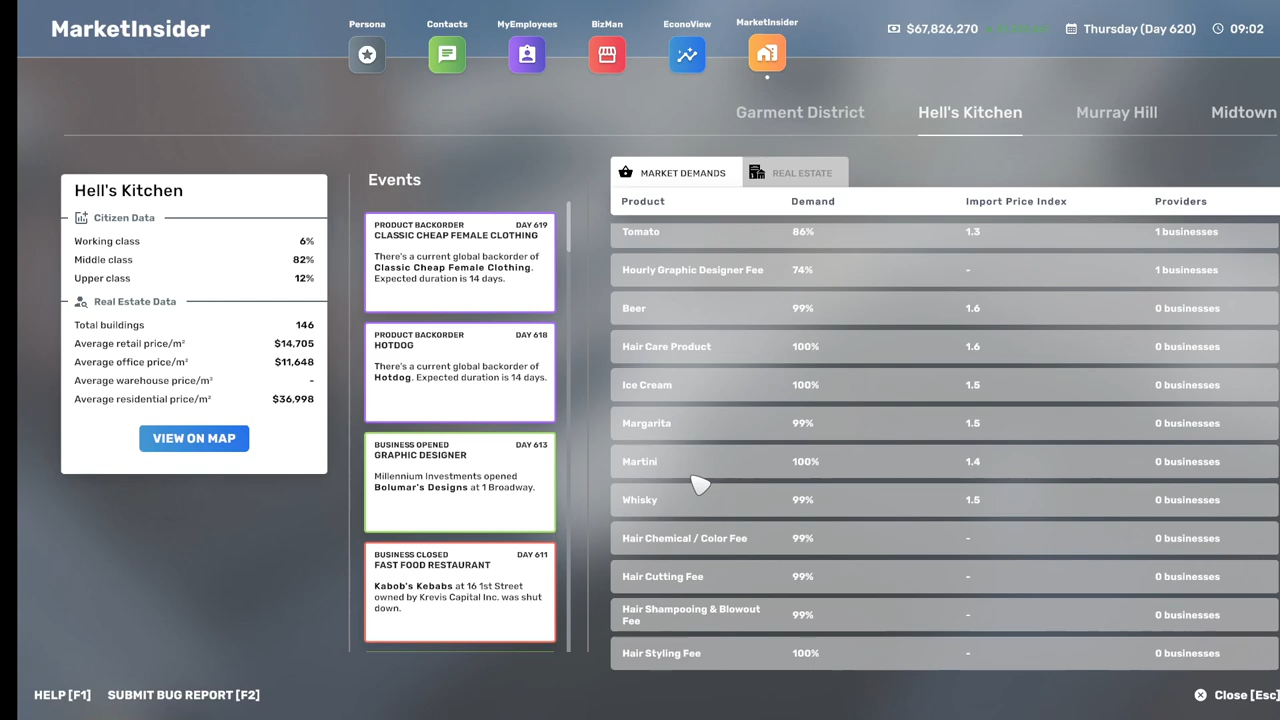 MarketInsider
Persona
Contacts
MyEmployees
BizMan
EconoView
MarketInsider
$67,826,270
Thursday (Day 620)
09:02
Garment District
Hell's Kitchen
Murray Hill
Midtown
Hell's Kitchen
Citizen Data
Working class 6%
Middle class 82%
Upper class 12%
Real Estate Data
Total buildings 146
Average retail price/m² $14,705
Average office price/m² $11,648
Average warehouse price/m² -
Average residential price/m² $36,998
VIEW ON MAP
Events
PRODUCT BACKORDER DAY 619
CLASSIC CHEAP FEMALE CLOTHING
There's a current global backorder of
Classic Cheap Female Clothing.
Expected duration is 14 days.
PRODUCT BACKORDER DAY 618
HOTDOG
There's a current global backorder of
Hotdog. Expected duration is 14 days.
BUSINESS OPENED DAY 613
GRAPHIC DESIGNER
Millennium Investments opened
Bolumar's Designs at 1 Broadway.
BUSINESS CLOSED DAY 611
FAST FOOD RESTAURANT
Kabob's Kebabs at 16 1st Street
owned by Krevis Capital Inc. was shut
down.
MARKET DEMANDS
REAL ESTATE
Product Demand Import Price Index Providers
Tomato 86% 1.3 1 businesses
Hourly Graphic Designer Fee 74% - 1 businesses
Beer 99% 1.6 0 businesses
Hair Care Product 100% 1.6 0 businesses
Ice Cream 100% 1.5 0 businesses
Margarita 99% 1.5 0 businesses
Martini 100% 1.4 0 businesses
Whisky 99% 1.5 0 businesses
Hair Chemical / Color Fee 99% - 0 businesses
Hair Cutting Fee 99% - 0 businesses
Hair Shampooing & Blowout
Fee 99% - 0 businesses
Hair Styling Fee 100% - 0 businesses
HELP [F1]
SUBMIT BUG REPORT [F2]
Close [Esc]